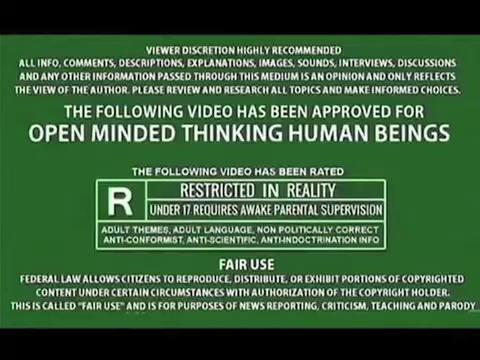 VIEWER DISCRETION HIGHLY RECOMMENDED
ALL INFO, COMMENTS, DESCRIPTIONS, EXPLANATIONS, IMAGES, SOUNDS, INTERVIEWS, DISCUSSIONS
AND ANY OTHER INFORMATION PASSED THROUGH THIS MEDIUM IS AN OPINION AND ONLY REFLECTS
THE VIEW OF THE AUTHOR. PLEASE REVIEW AND RESEARCH ALL TOPICS AND MAKE INFORMED CHOICES.
THE FOLLOWING VIDEO HAS BEEN APPROVED FOR
OPEN MINDED THINKING HUMAN BEINGS
THE FOLLOWING VIDEO HAS BEEN RATED
R
RESTRICTED IN REALITY
UNDER 17 REQUIRES AWAKE PARENTAL SUPERVISION
ADULT THEMES, ADULT LANGUAGE, NON POLITICALLY CORRECT
ANTI-CONFORMIST, ANTI-SCIENTIFIC, ANTI-INDOCTRINATION INFO
FAIR USE
FEDERAL LAW ALLOWS CITIZENS TO REPRODUCE, DISTRIBUTE, OR EXHIBIT PORTIONS OF COPYRIGHTED
CONTENT UNDER CERTAIN CIRCUMSTANCES WITH AUTHORIZATION OF THE COPYRIGHT HOLDER.
THIS IS CALLED "FAIR USE" AND IS FOR PURPOSES OF NEWS REPORTING, CRITICISM, TEACHING AND PARODY